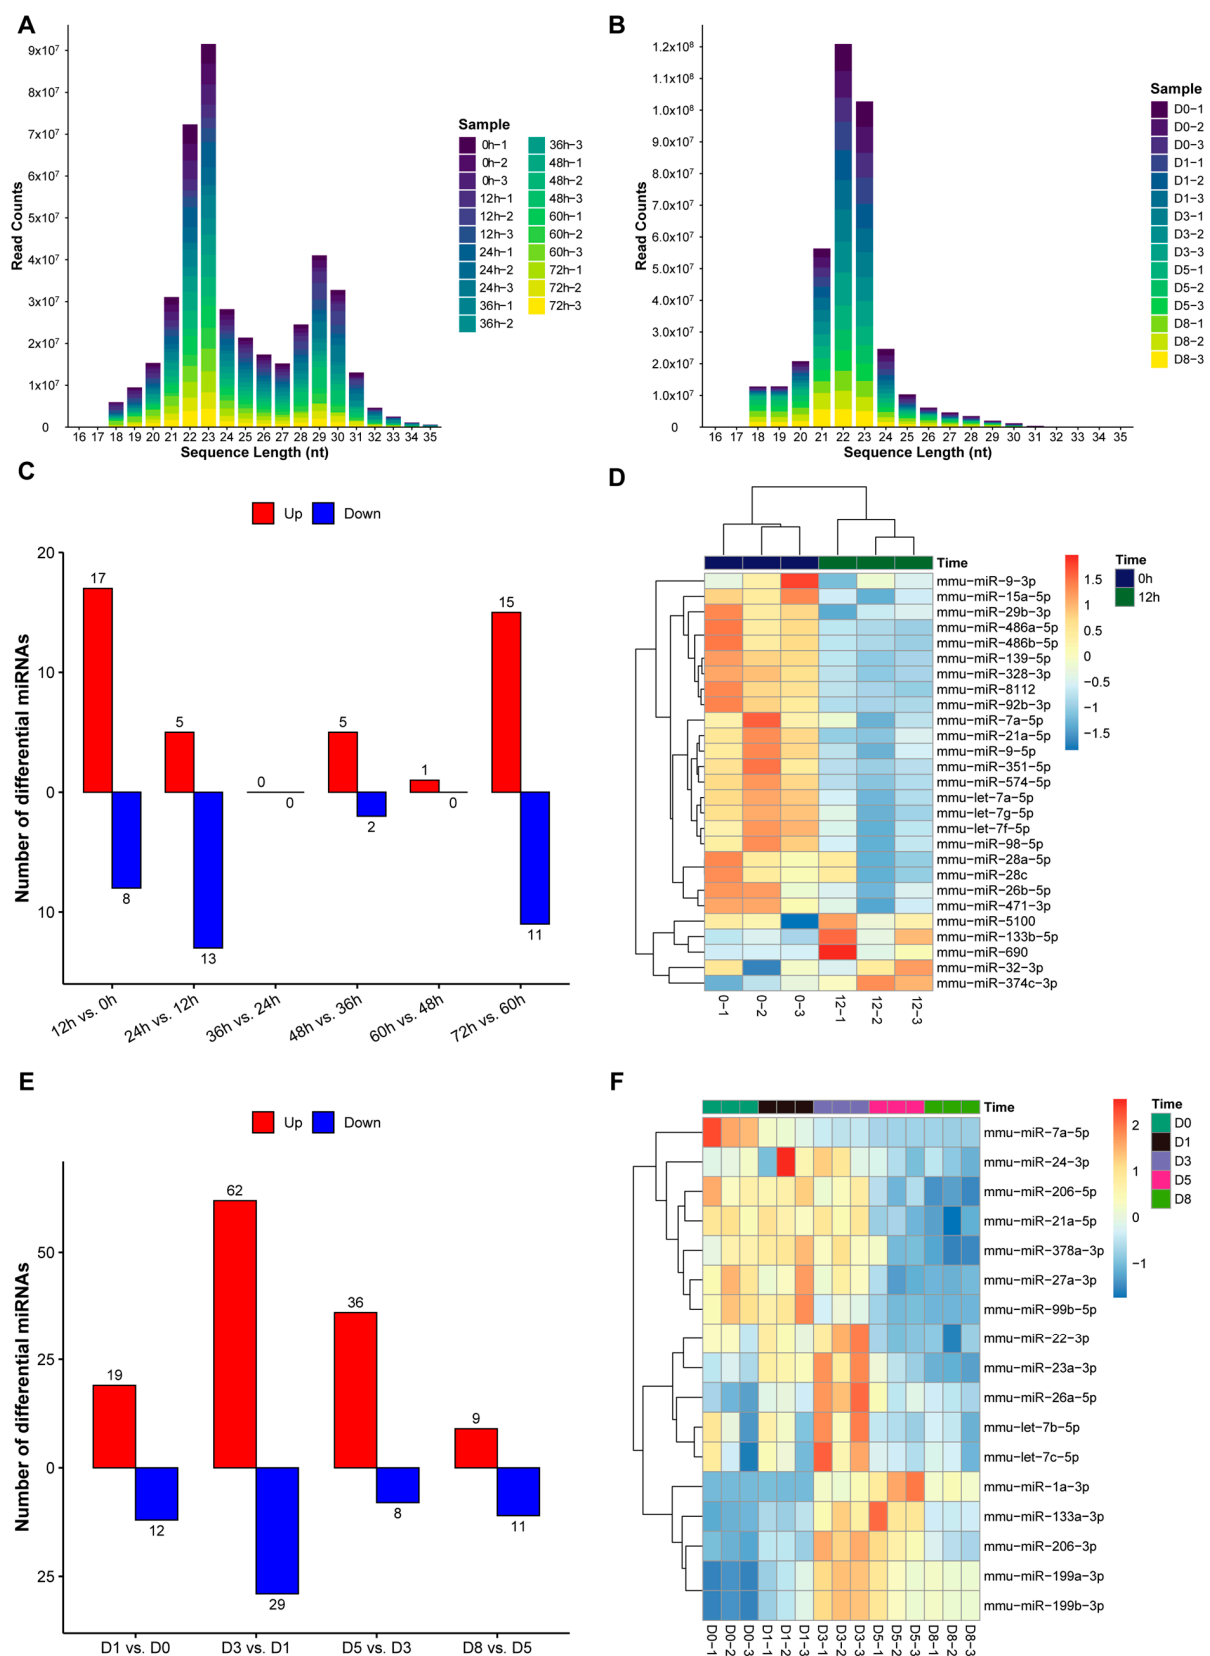 A
9x10⁷
8x10⁷
7x10⁷
6x10⁷
5x10⁷
4x10⁷
3x10⁷
2x10⁷
1x10⁷
0
Read Counts
16 17 18 19 20 21 22 23 24 25 26 27 28 29 30 31 32 33 34 35
Sequence Length (nt)
Sample
0h−1
0h−2
0h−3
12h−1
12h−2
12h−3
24h−1
24h−2
24h−3
36h−1
36h−2
36h−3
48h−1
48h−2
48h−3
60h−1
60h−2
60h−3
72h−1
72h−2
72h−3
B
1.2x10⁸
1.1x10⁸
1.0x10⁸
9.0x10⁷
8.0x10⁷
7.0x10⁷
6.0x10⁷
5.0x10⁷
4.0x10⁷
3.0x10⁷
2.0x10⁷
1.0x10⁷
0
Read Counts
16 17 18 19 20 21 22 23 24 25 26 27 28 29 30 31 32 33 34 35
Sequence Length (nt)
Sample
D0−1
D0−2
D0−3
D1−1
D1−2
D1−3
D3−1
D3−2
D3−3
D5−1
D5−2
D5−3
D8−1
D8−2
D8−3
C
Up Down
Number of differential miRNAs
20
10
0
10
17 8
5 13
0 0
5 2
1 0
15 11
12h vs. 0h
24h vs. 12h
36h vs. 24h
48h vs. 36h
60h vs. 48h
72h vs. 60h
D
Time
mmu−miR−9−3p
mmu−miR−15a−5p
mmu−miR−29b−3p
mmu−miR−486a−5p
mmu−miR−486b−5p
mmu−miR−139−5p
mmu−miR−328−3p
mmu−miR−8112
mmu−miR−92b−3p
mmu−miR−7a−5p
mmu−miR−21a−5p
mmu−miR−9−5p
mmu−miR−351−5p
mmu−miR−574−5p
mmu−let−7a−5p
mmu−let−7g−5p
mmu−let−7f−5p
mmu−miR−98−5p
mmu−miR−28a−5p
mmu−miR−28c
mmu−miR−26b−5p
mmu−miR−471−3p
mmu−miR−5100
mmu−miR−133b−5p
mmu−miR−690
mmu−miR−32−3p
mmu−miR−374c−3p
0−1
0−2
0−3
12−1
12−2
12−3
1.5
1
0.5
0
−0.5
−1
−1.5
Time
0h
12h
E
Up Down
Number of differential miRNAs
50
25
0
25
19 12
62 29
36 8
9 11
D1 vs. D0
D3 vs. D1
D5 vs. D3
D8 vs. D5
F
Time
mmu−miR−7a−5p
mmu−miR−24−3p
mmu−miR−206−5p
mmu−miR−21a−5p
mmu−miR−378a−3p
mmu−miR−27a−3p
mmu−miR−99b−5p
mmu−miR−22−3p
mmu−miR−23a−3p
mmu−miR−26a−5p
mmu−let−7b−5p
mmu−let−7c−5p
mmu−miR−1a−3p
mmu−miR−133a−3p
mmu−miR−206−3p
mmu−miR−199a−3p
mmu−miR−199b−3p
D0−1
D0−2
D0−3
D1−1
D1−2
D1−3
D3−1
D3−2
D3−3
D5−1
D5−2
D5−3
D8−1
D8−2
D8−3
2
1
0
−1
Time
D0
D1
D3
D5
D8